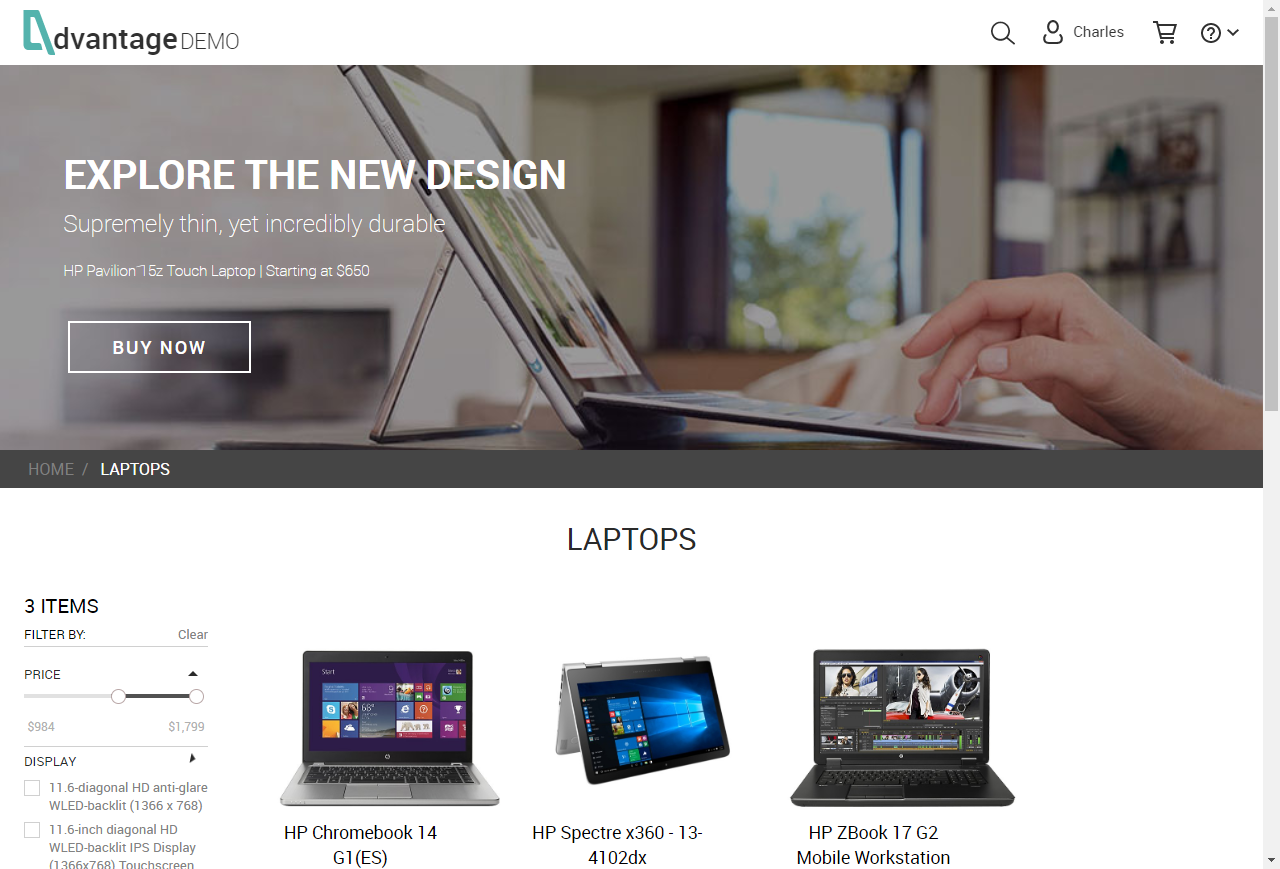 dvantage DEMO
Charles
EXPLORE THE NEW DESIGN
Supremely thin, yet incredibly durable
HP Pavilion 15z Touch Laptop | Starting at $650
BUY NOW
HOME / LAPTOPS
LAPTOPS
3 ITEMS
FILTER BY: Clear
PRICE
$984 $1,799
DISPLAY
11.6-diagonal HD anti-glare
WLED-backlit (1366 x 768)
11.6-inch diagonal HD
WLED-backlit IPS Display
(1366x768) Touchscreen
Start
HP Chromebook 14
G1(ES)
HP Spectre x360 - 13-
4102dx
HP ZBook 17 G2
Mobile Workstation